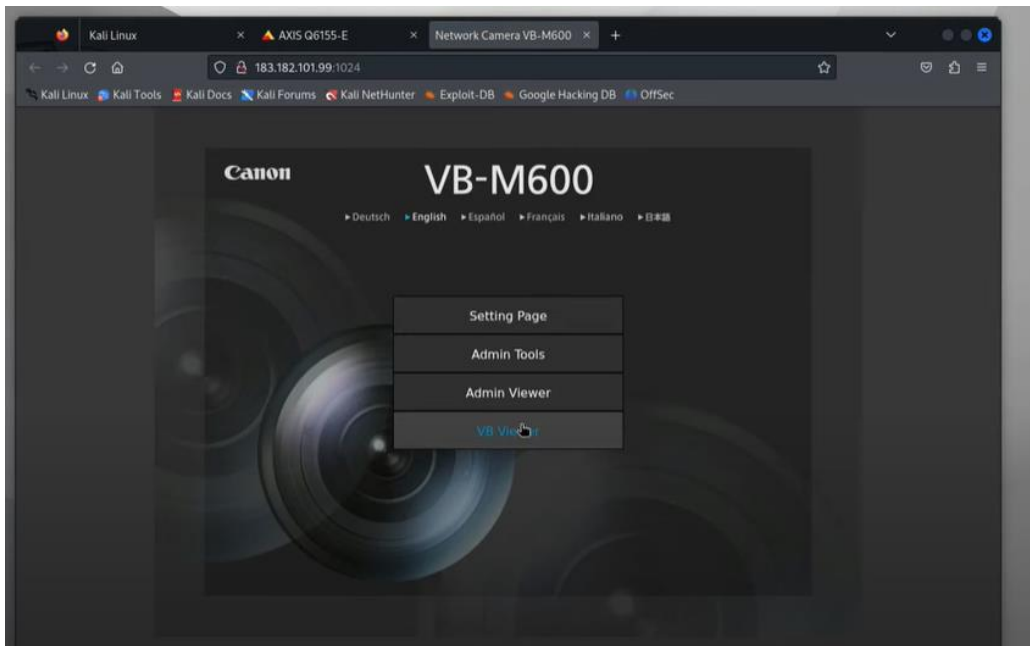 Kali Linux AXIS Q6155-E Network Camera VB-M600
183.182.101.99:1024
Kali Linux Kali Tools Kali Docs Kali Forums Kali NetHunter Exploit-DB Google Hacking DB OffSec
Canon VB-M600
Deutsch English Español Français Italiano 日本語
Setting Page
Admin Tools
Admin Viewer
VB Viewer